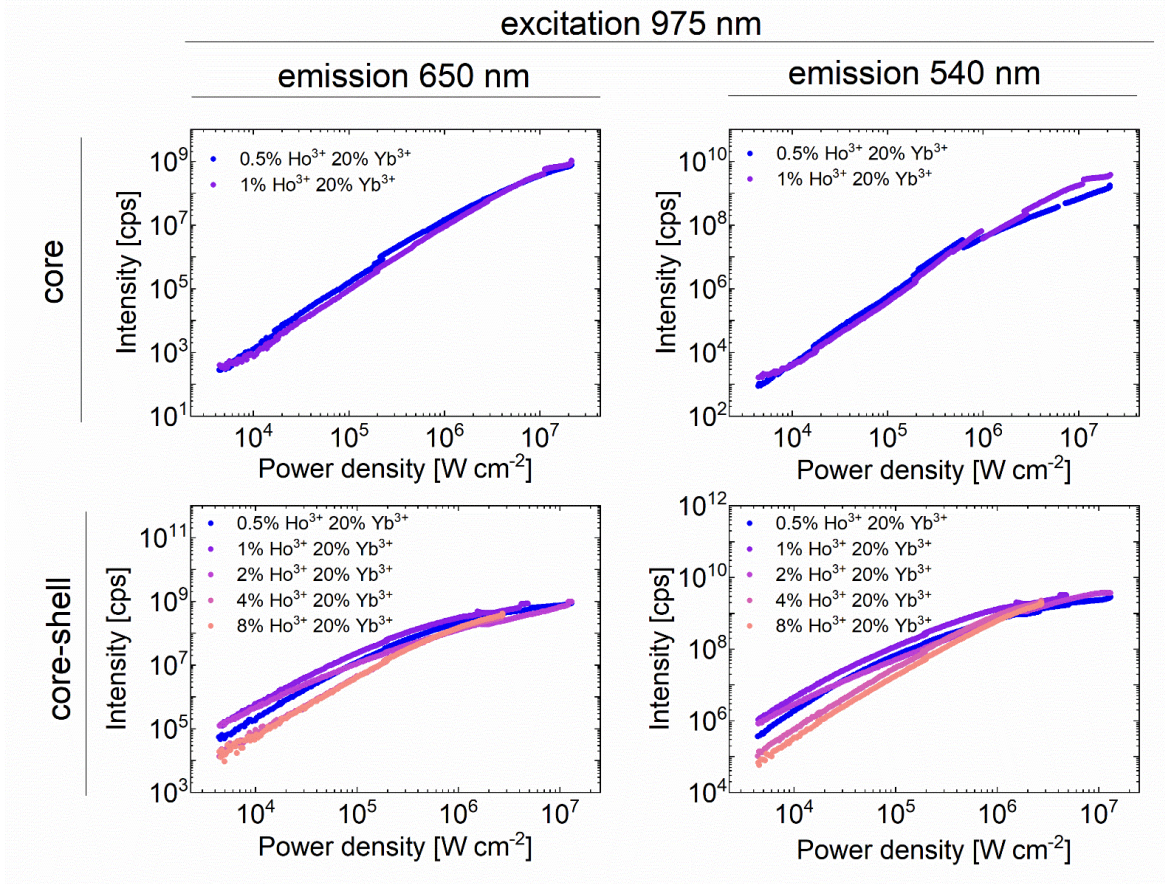 excitation 975 nm
emission 650 nm
emission 540 nm
core
Intensity [cps]
10⁹
10⁷
10⁵
10³
10¹
0.5% Ho³⁺ 20% Yb³⁺
1% Ho³⁺ 20% Yb³⁺
10⁴ 10⁵ 10⁶ 10⁷
Power density [W cm⁻²]
Intensity [cps]
10¹⁰
10⁸
10⁶
10⁴
10²
0.5% Ho³⁺ 20% Yb³⁺
1% Ho³⁺ 20% Yb³⁺
10⁴ 10⁵ 10⁶ 10⁷
Power density [W cm⁻²]
core-shell
Intensity [cps]
10¹¹
10⁹
10⁷
10⁵
10³
0.5% Ho³⁺ 20% Yb³⁺
1% Ho³⁺ 20% Yb³⁺
2% Ho³⁺ 20% Yb³⁺
4% Ho³⁺ 20% Yb³⁺
8% Ho³⁺ 20% Yb³⁺
10⁴ 10⁵ 10⁶ 10⁷
Power density [W cm⁻²]
Intensity [cps]
10¹²
10¹⁰
10⁸
10⁶
10⁴
0.5% Ho³⁺ 20% Yb³⁺
1% Ho³⁺ 20% Yb³⁺
2% Ho³⁺ 20% Yb³⁺
4% Ho³⁺ 20% Yb³⁺
8% Ho³⁺ 20% Yb³⁺
10⁴ 10⁵ 10⁶ 10⁷
Power density [W cm⁻²]